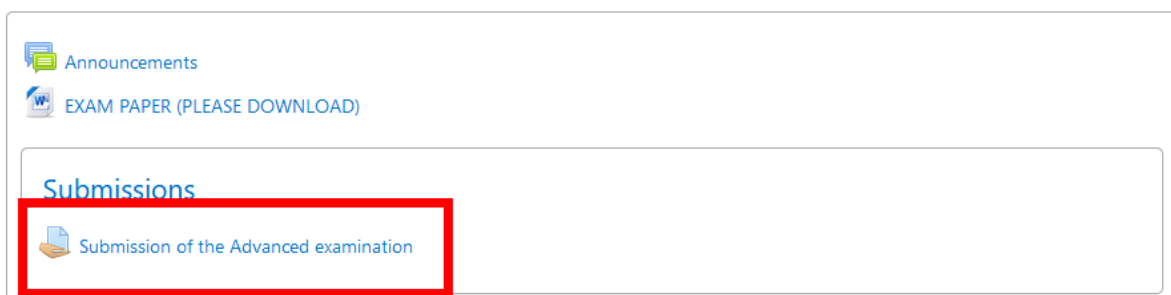 Announcements
EXAM PAPER (PLEASE DOWNLOAD)
Submissions
Submission of the Advanced examination